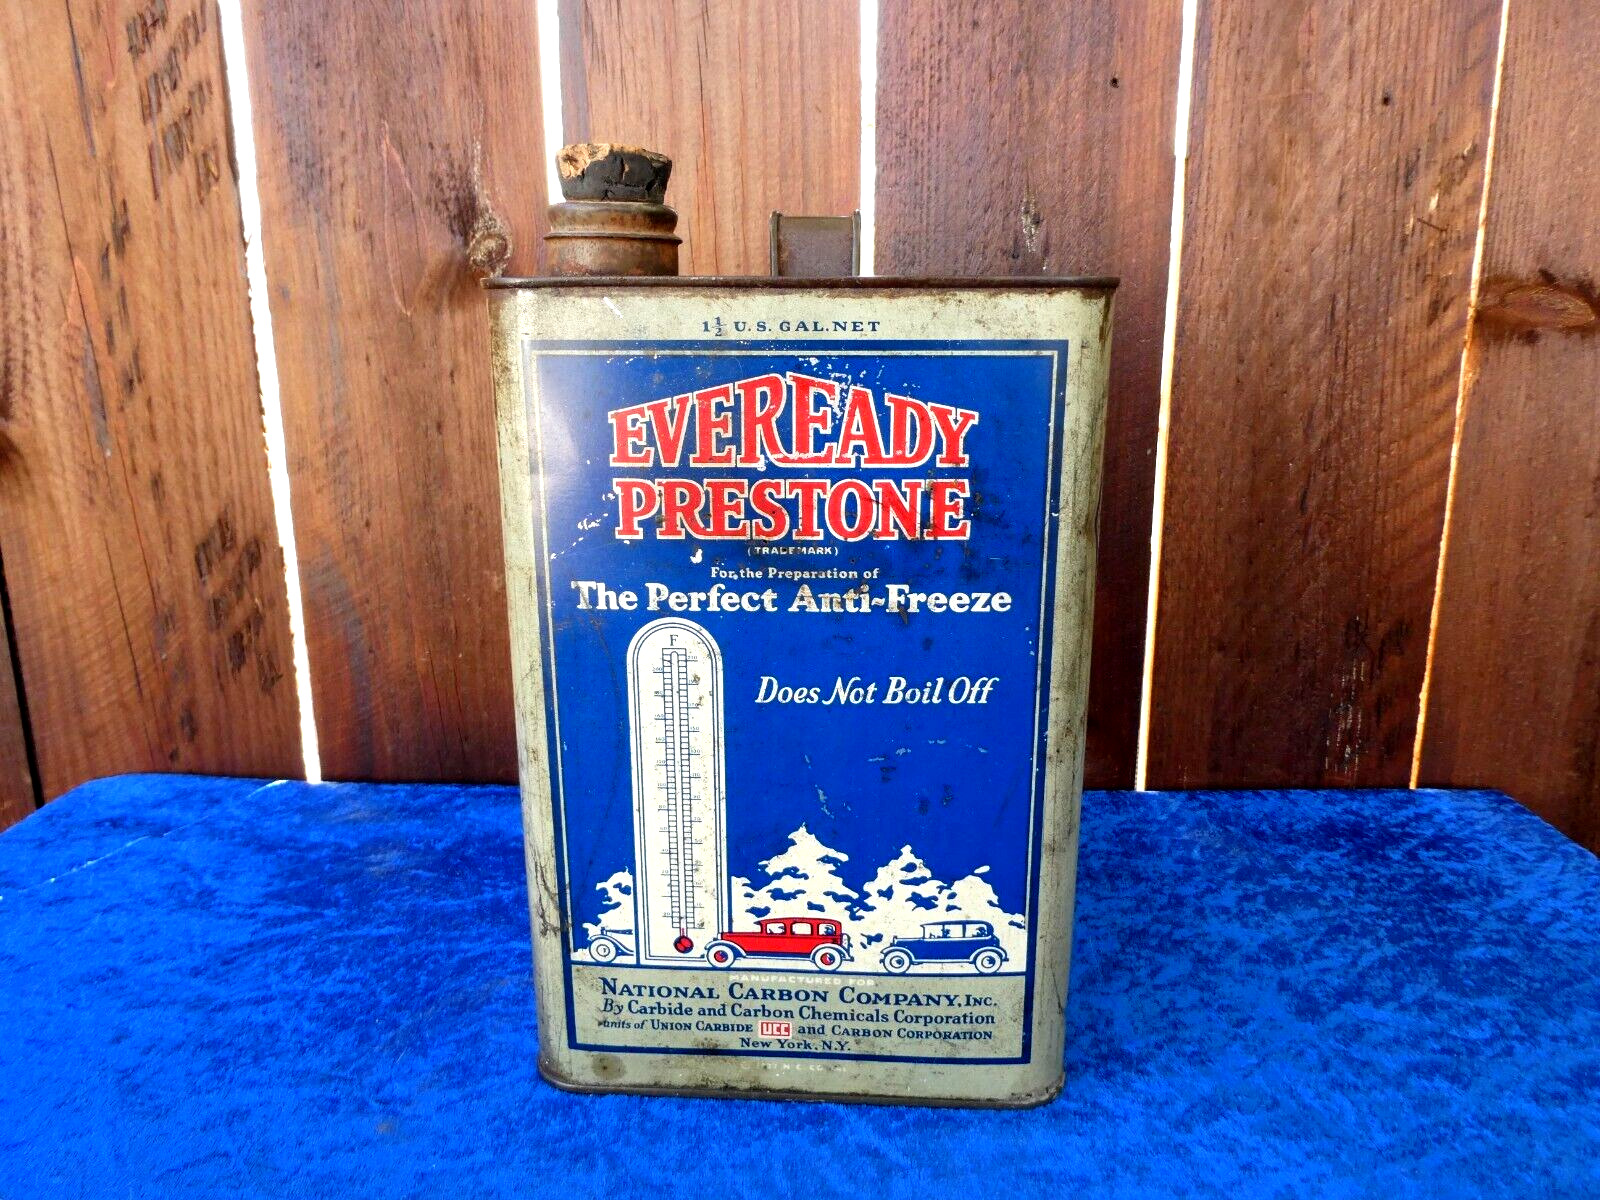 1½ U.S. GAL. NET
EVEREADY
PRESTONE
(TRADEMARK)
For the Preparation of
The Perfect Anti-Freeze
F
Does Not Boil Off
MANUFACTURED FOR
NATIONAL CARBON COMPANY, INC.
By Carbide and Carbon Chemicals Corporation
units of UNION CARBIDE UCC and CARBON CORPORATION
New York, N.Y.